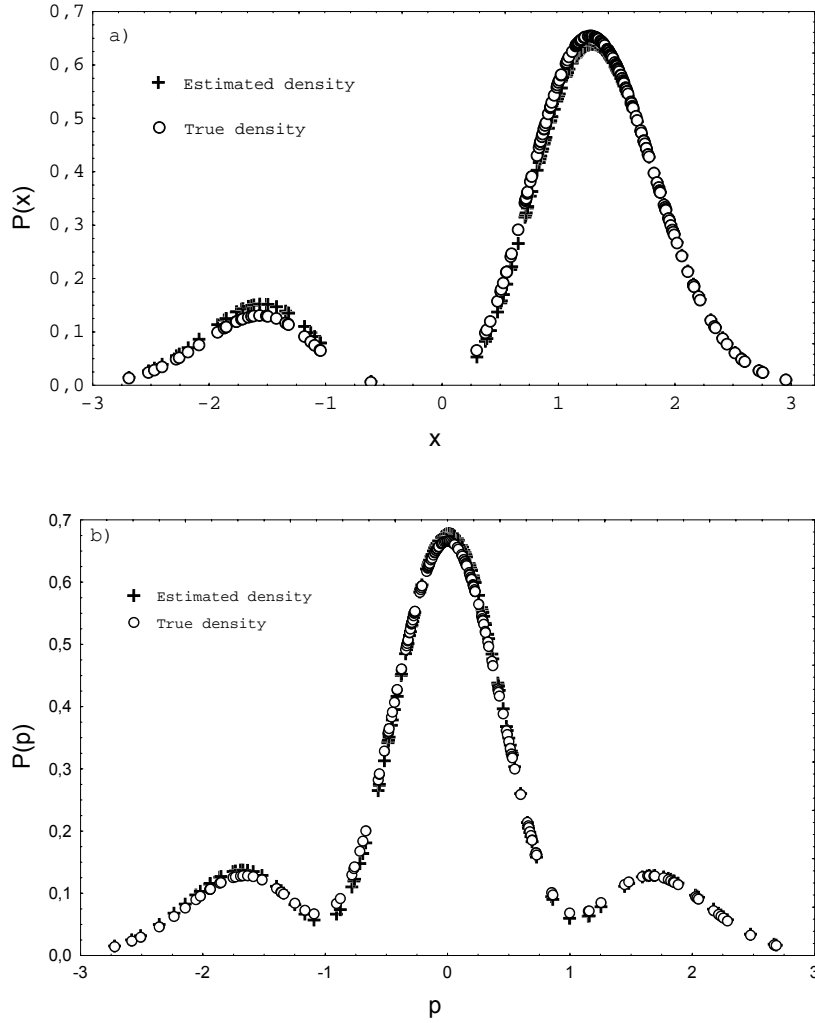 a)
0,7
0,6
0,5
0,4
0,3
0,2
0,1
0,0
P(x)
Estimated density
True density
-3 -2 -1 0 1 2 3
x
b)
0,7
0,6
0,5
0,4
0,3
0,2
0,1
0,0
P(p)
Estimated density
True density
-3 -2 -1 0 1 2 3
p